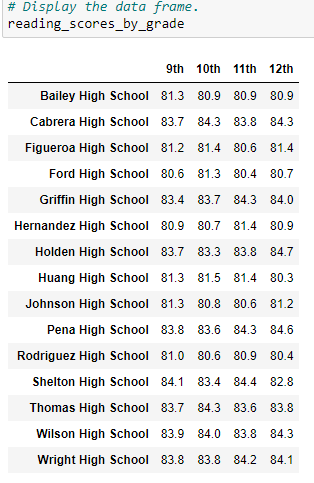 # Display the data frame.
reading_scores_by_grade
9th 10th 11th 12th
Bailey High School 81.3 80.9 80.9 80.9
Cabrera High School 83.7 84.3 83.8 84.3
Figueroa High School 81.2 81.4 80.6 81.4
Ford High School 80.6 81.3 80.4 80.7
Griffin High School 83.4 83.7 84.3 84.0
Hernandez High School 80.9 80.7 81.4 80.9
Holden High School 83.7 83.3 83.8 84.7
Huang High School 81.3 81.5 81.4 80.3
Johnson High School 81.3 80.8 80.6 81.2
Pena High School 83.8 83.6 84.3 84.6
Rodriguez High School 81.0 80.6 80.9 80.4
Shelton High School 84.1 83.4 84.4 82.8
Thomas High School 83.7 84.3 83.6 83.8
Wilson High School 83.9 84.0 83.8 84.3
Wright High School 83.8 83.8 84.2 84.1